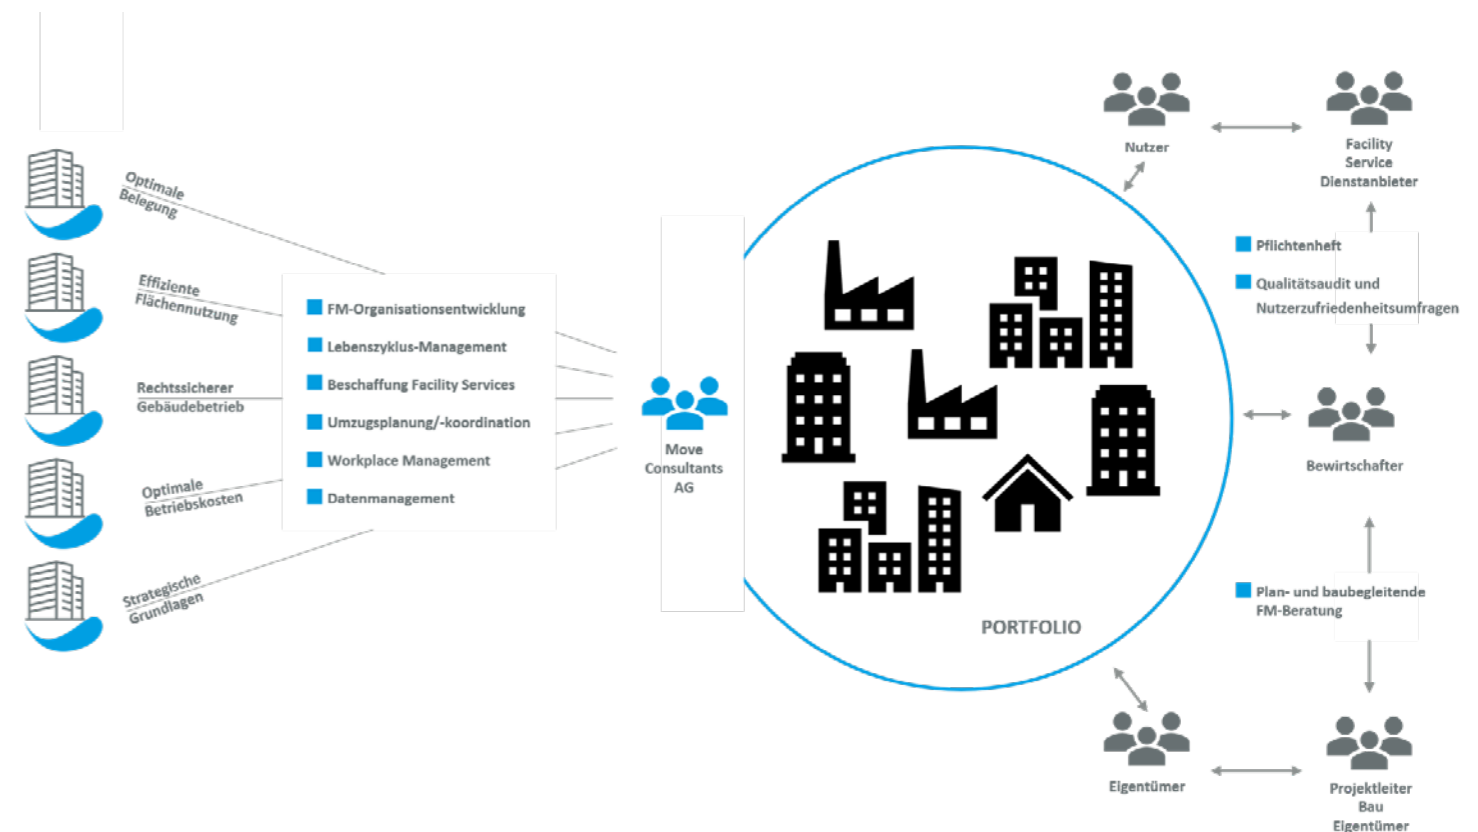 Optimale
Belegung
Effiziente
Flächennutzung
Rechtssicherer
Gebäudebetrieb
Optimale
Betriebskosten
Strategische
Grundlagen
FM-Organisationsentwicklung
Lebenszyklus-Management
Beschaffung Facility Services
Umzugsplanung/-koordination
Workplace Management
Datenmanagement
Move
Consultants
AG
PORTFOLIO
Nutzer
Facility
Service
Dienstanbieter
Pflichtenheft
Qualitätsaudit und
Nutzerzufriedenheitsumfragen
Bewirtschafter
Plan- und baubegleitende
FM-Beratung
Eigentümer
Projektleiter
Bau
Eigentümer